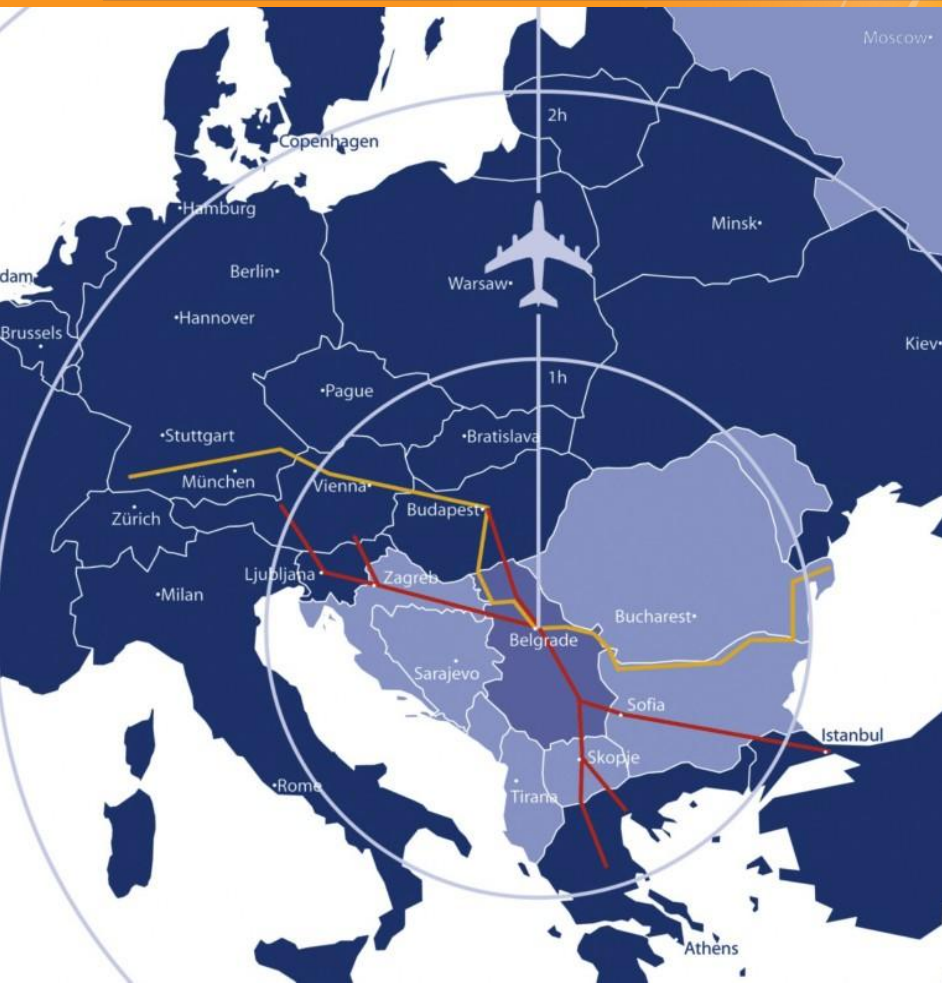 Moscow
2h
Copenhagen
Hamburg
Minsk
Berlin
dam
Warsaw
Hannover
Brussels
Kiev
1h
Pague
Stuttgart
Bratislava
München
Vienna
Budapest
Zürich
Ljubljana
Zagreb
Milan
Bucharest
Belgrade
Sarajevo
Sofia
Istanbul
Skopje
Rome
Tirana
Athens